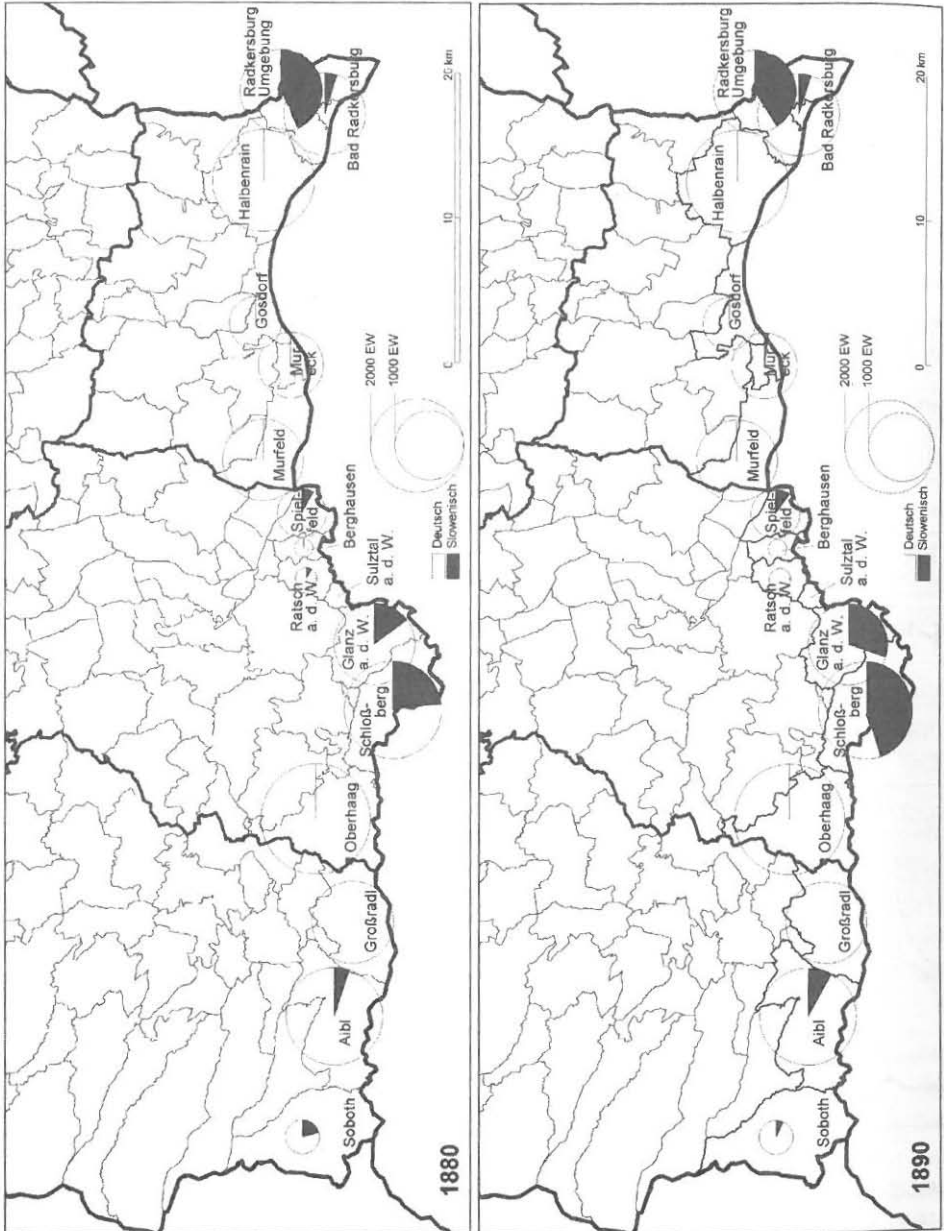 1880
Soboth
Aibl
Großradl
Oberhaag
Schloß-
berg
Glanz
a. d. W.
Sulztal
a. d. W.
Ratsch
a. d. W.
Berghausen
Spiel-
feld
Murfeld
Mur-
eck
Gosdorf
Halbenrain
Radkersburg
Umgebung
Bad Radkersburg
Deutsch
Slowenisch
2000 EW
1000 EW
0
10
20 km
1890
Soboth
Aibl
Großradl
Oberhaag
Schloß-
berg
Glanz
a. d. W.
Sulztal
a. d. W.
Ratsch
a. d. W.
Berghausen
Spiel-
feld
Murfeld
Mur-
eck
Gosdorf
Halbenrain
Radkersburg
Umgebung
Bad Radkersburg
Deutsch
Slowenisch
2000 EW
1000 EW
0
10
20 km